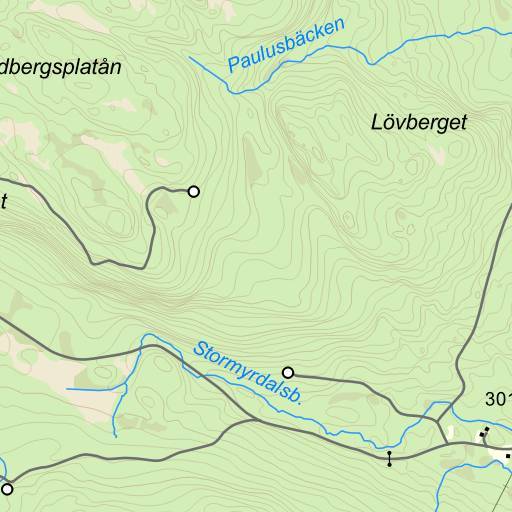 Paulusbäcken
dbergsplatån
Lövberget
t
Stormyrdalsb.
301